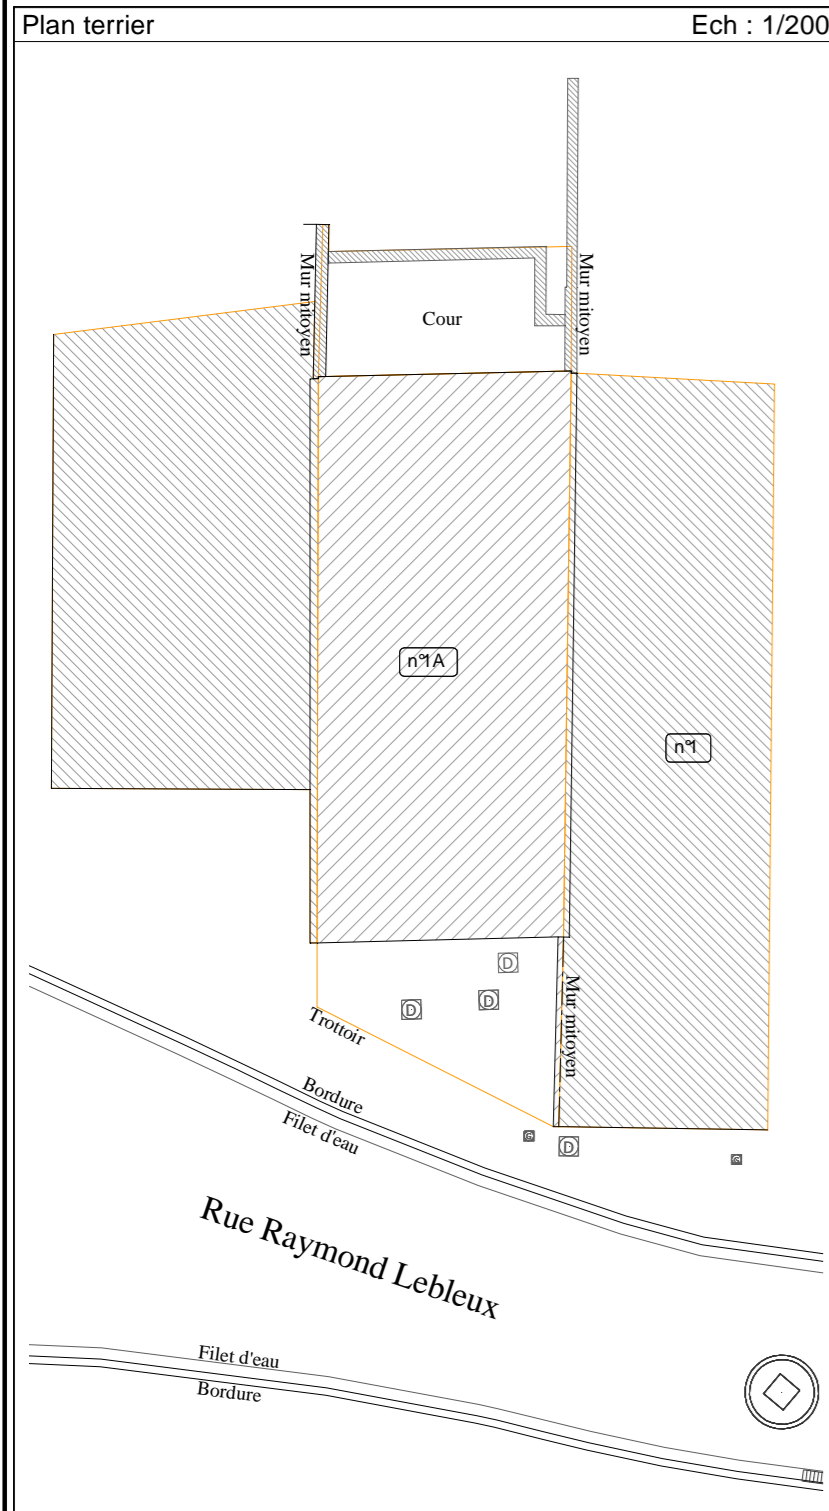 Plan terrier
Ech : 1/200
Mur mitoyen
Mur mitoyen
Cour
n°1A
n°1
D
D
D
Mur mitoyen
Trottoir
Bordure
Filet d'eau
G
D
G
Rue Raymond Lebleux
Filet d'eau
Bordure